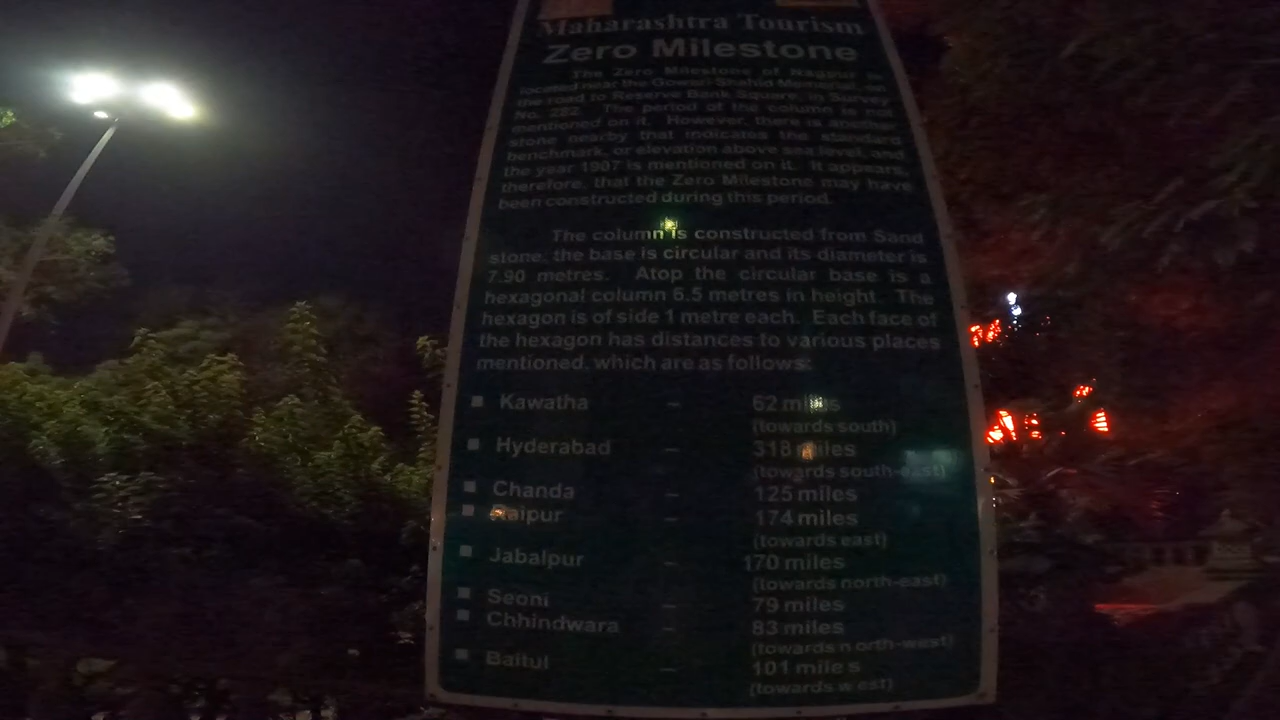 Maharashtra Tourism
Zero Milestone
The Zero Milestone of Nagpur is
located near the Gowari Shahid Memorial, on
the road to Reserve Bank Square, in Survey
No. 282. The period of the column is not
mentioned on it. However, there is another
stone nearby that indicates the standard
benchmark, or elevation above sea level, and
the year 1907 is mentioned on it. It appears,
therefore, that the Zero Milestone may have
been constructed during this period.
The column is constructed from Sand
stone; the base is circular and its diameter is
7.90 metres. Atop the circular base is a
hexagonal column 6.5 metres in height. The
hexagon is of side 1 metre each. Each face of
the hexagon has distances to various places
mentioned, which are as follows:
Kawatha – 62 miles
(towards south)
Hyderabad – 318 miles
(towards south-east)
Chanda – 125 miles
Raipur – 174 miles
(towards east)
Jabalpur – 170 miles
(towards north-east)
Seoni – 79 miles
Chhindwara – 83 miles
(towards north-west)
Baitul – 101 miles
(towards west)